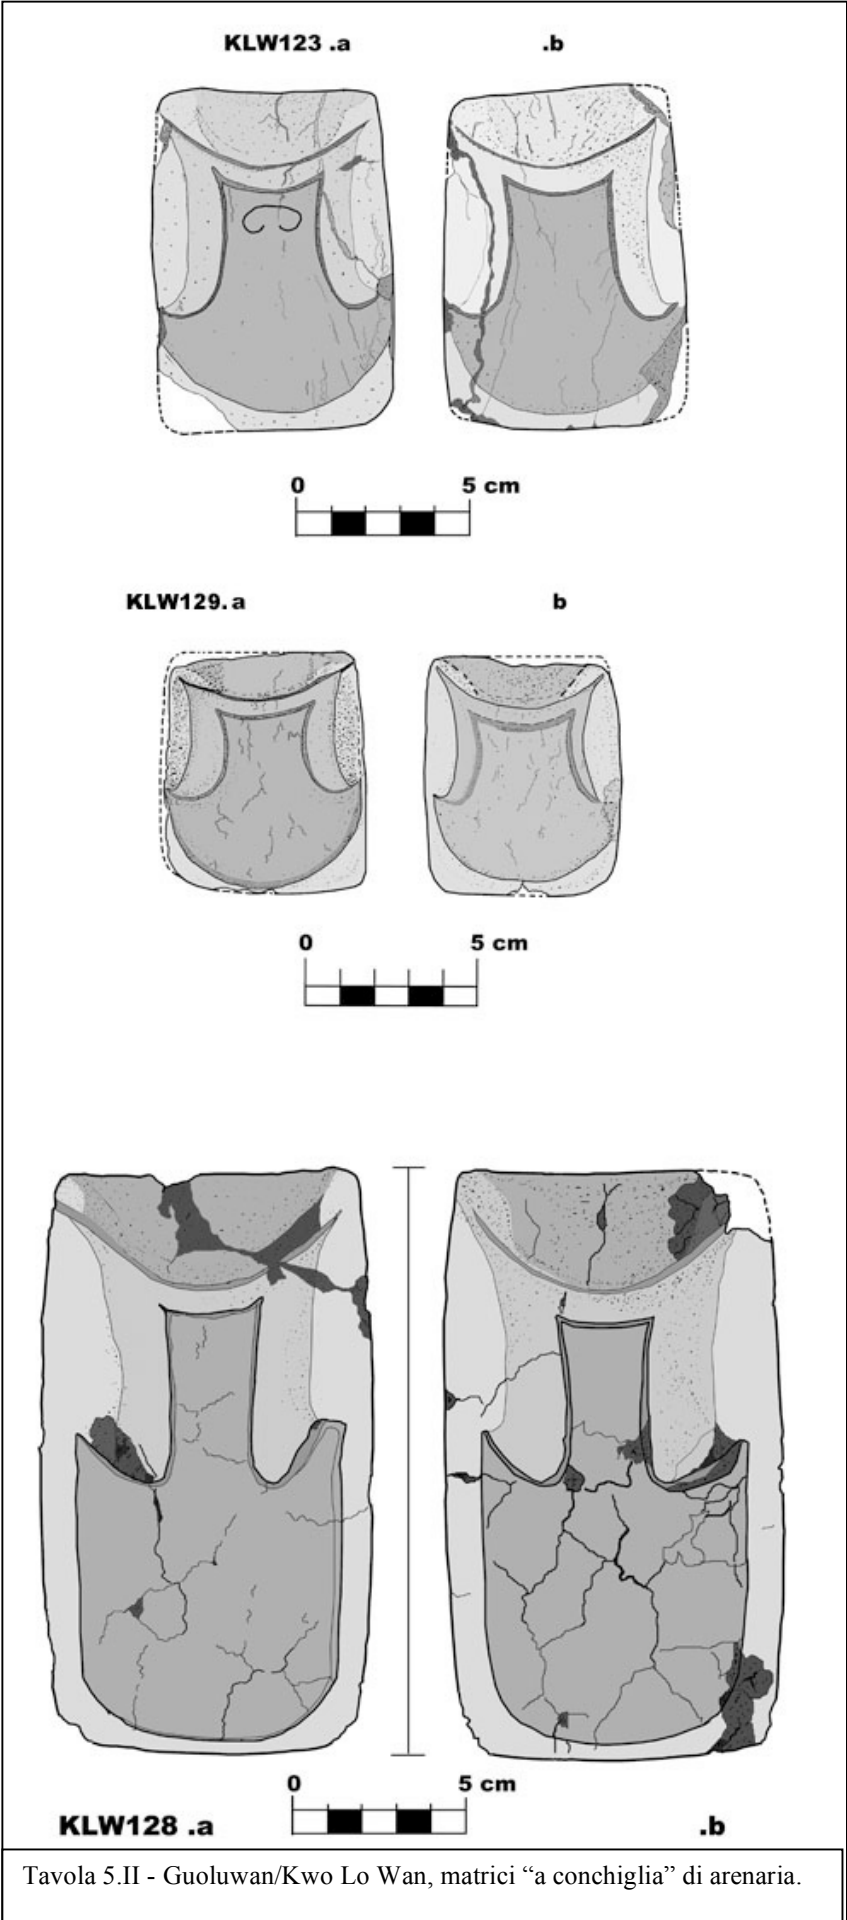 KLW123 .a .b
0 5 cm
KLW129. a b
0 5 cm
0 5 cm
KLW128 .a .b
Tavola 5.II - Guoluwan/Kwo Lo Wan, matrici “a conchiglia” di arenaria.